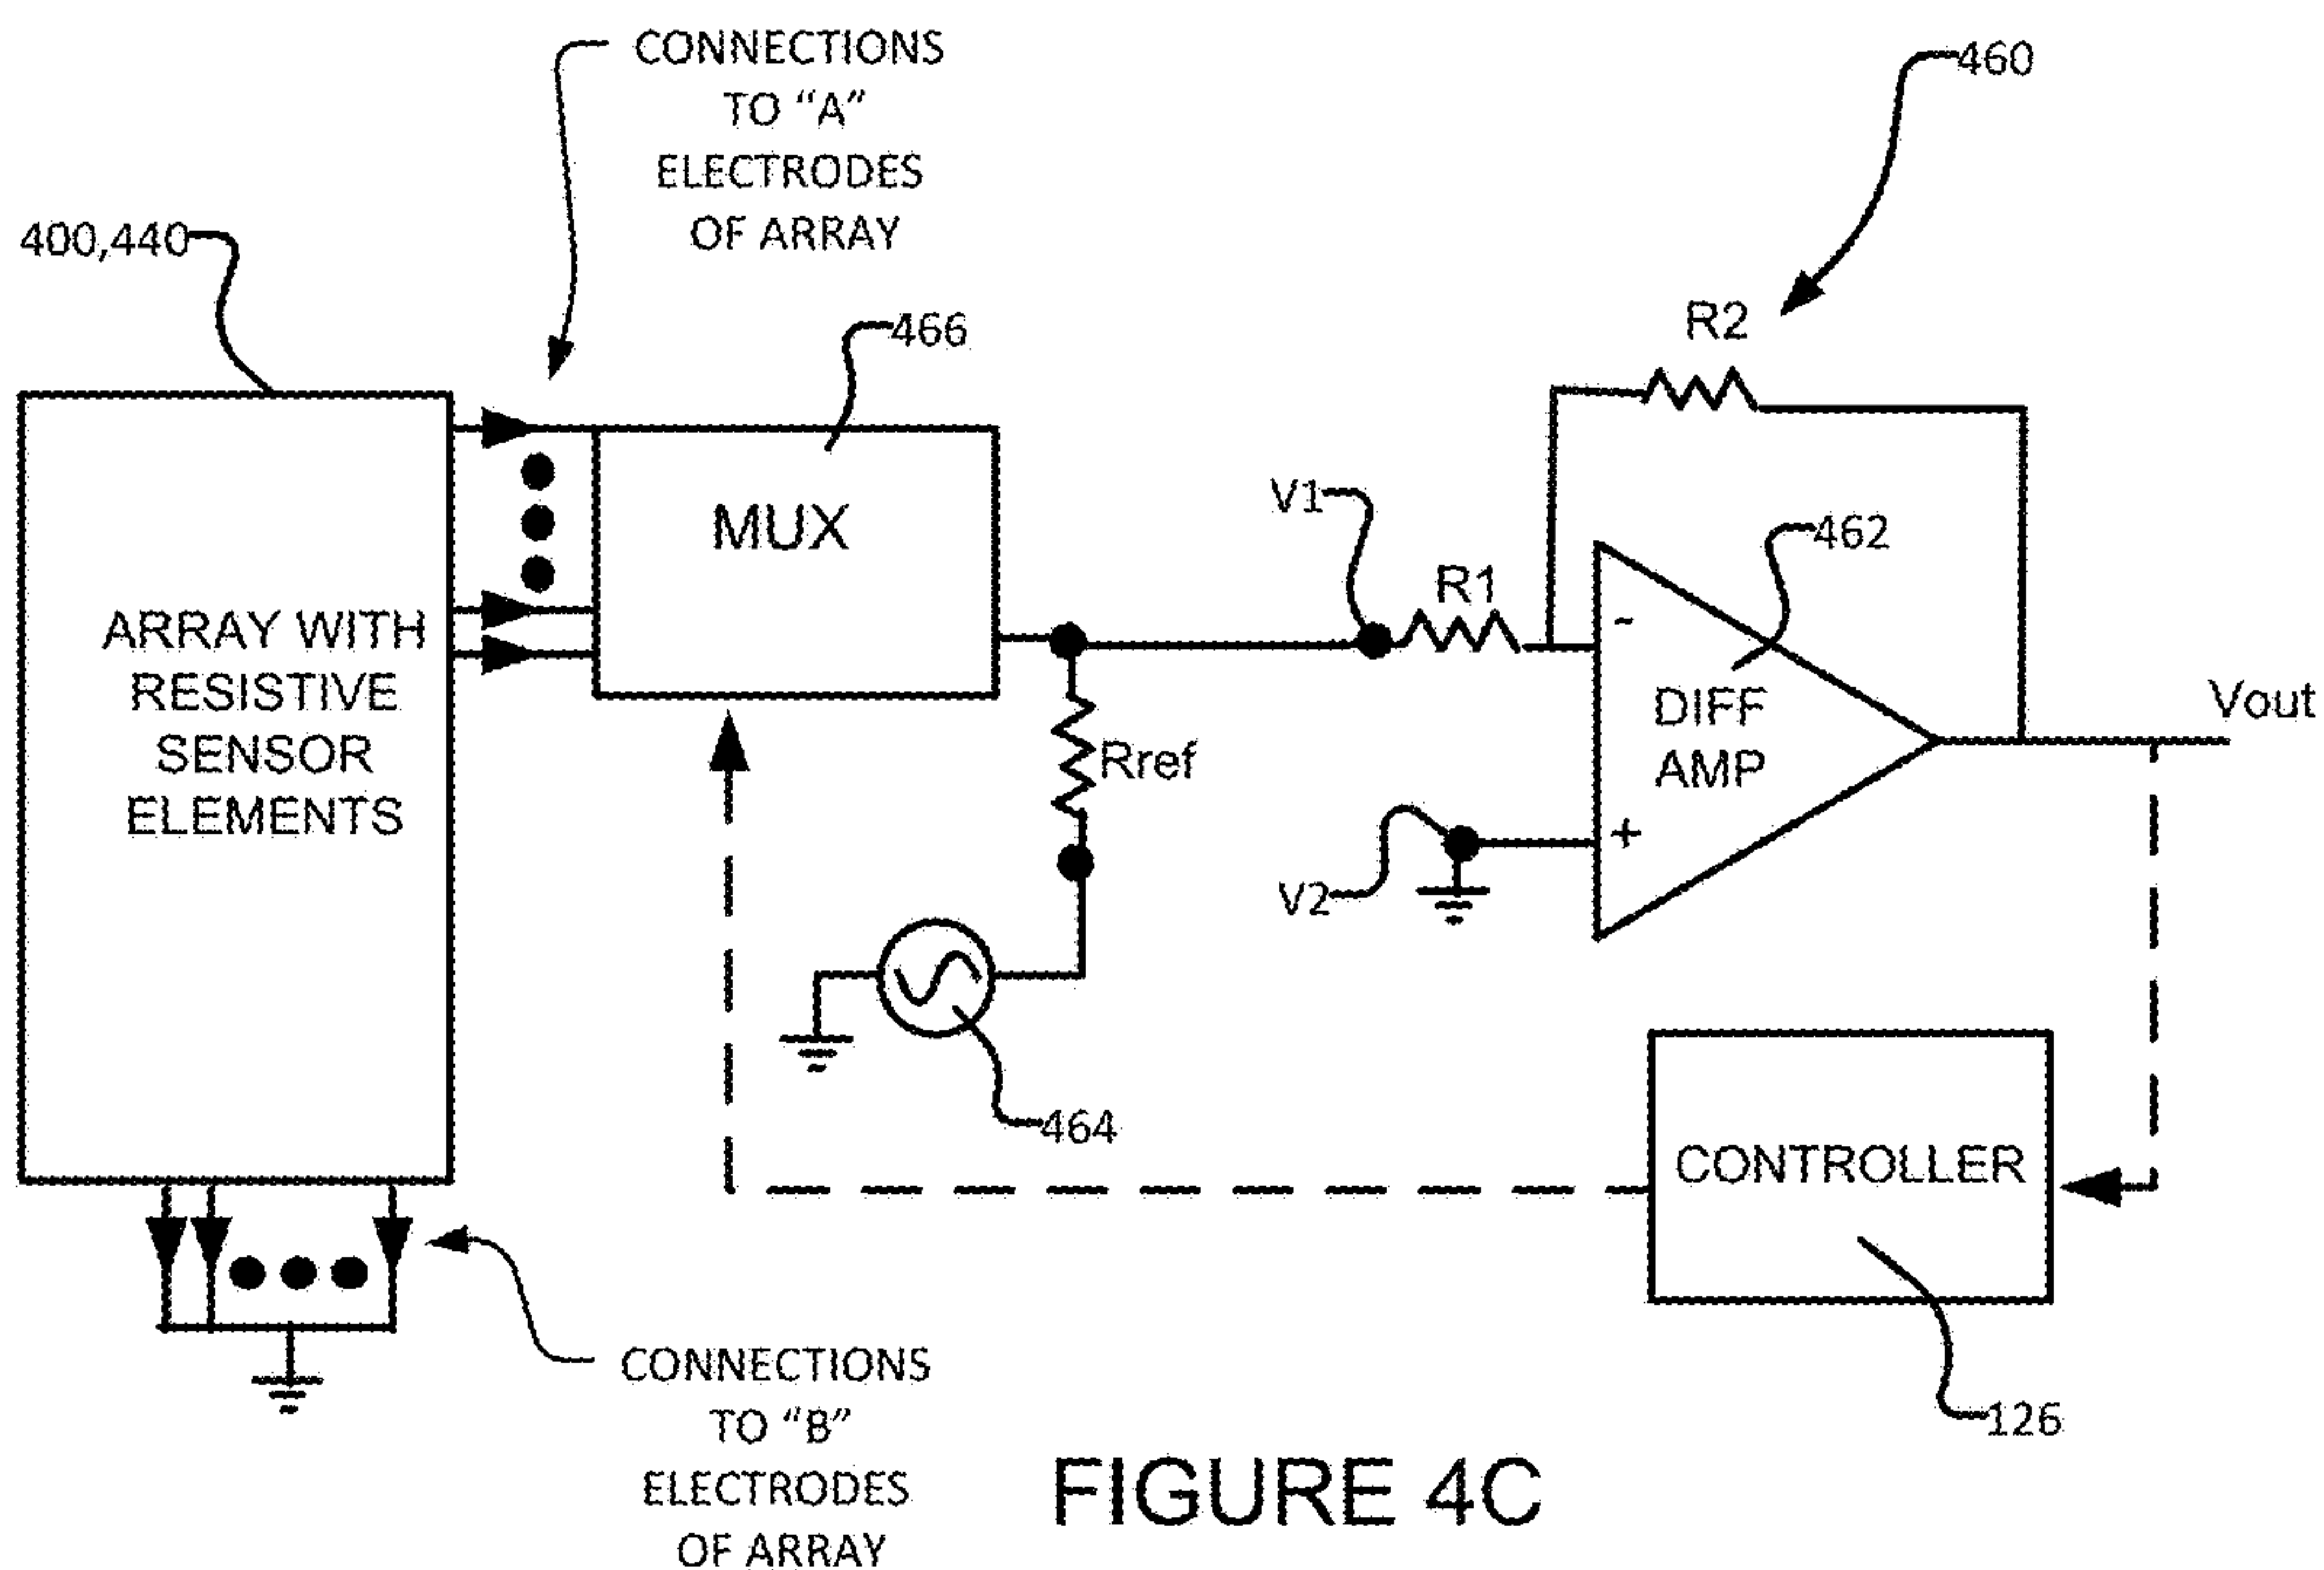 CONNECTIONS
TO “A”
ELECTRODES
OF ARRAY
460
400,440
466
R2
MUX
V1
R1
462
-
ARRAY WITH
RESISTIVE
SENSOR
ELEMENTS
DIFF
AMP
Vout
Rref
+
V2
464
CONTROLLER
126
CONNECTIONS
TO “B”
ELECTRODES
OF ARRAY
FIGURE 4C